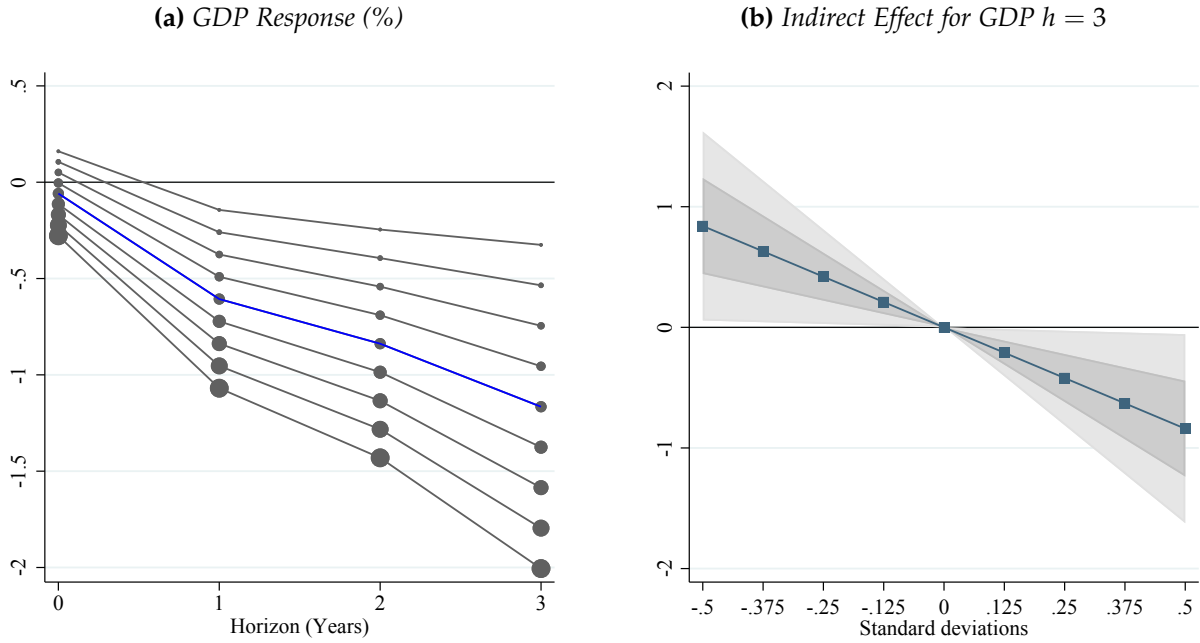 (a) GDP Response (%)
.5
0
-.5
-1
-1.5
-2
0 1 2 3
Horizon (Years)
(b) Indirect Effect for GDP h = 3
2
1
0
-1
-2
-.5 -.375 -.25 -.125 0 .125 .25 .375 .5
Standard deviations